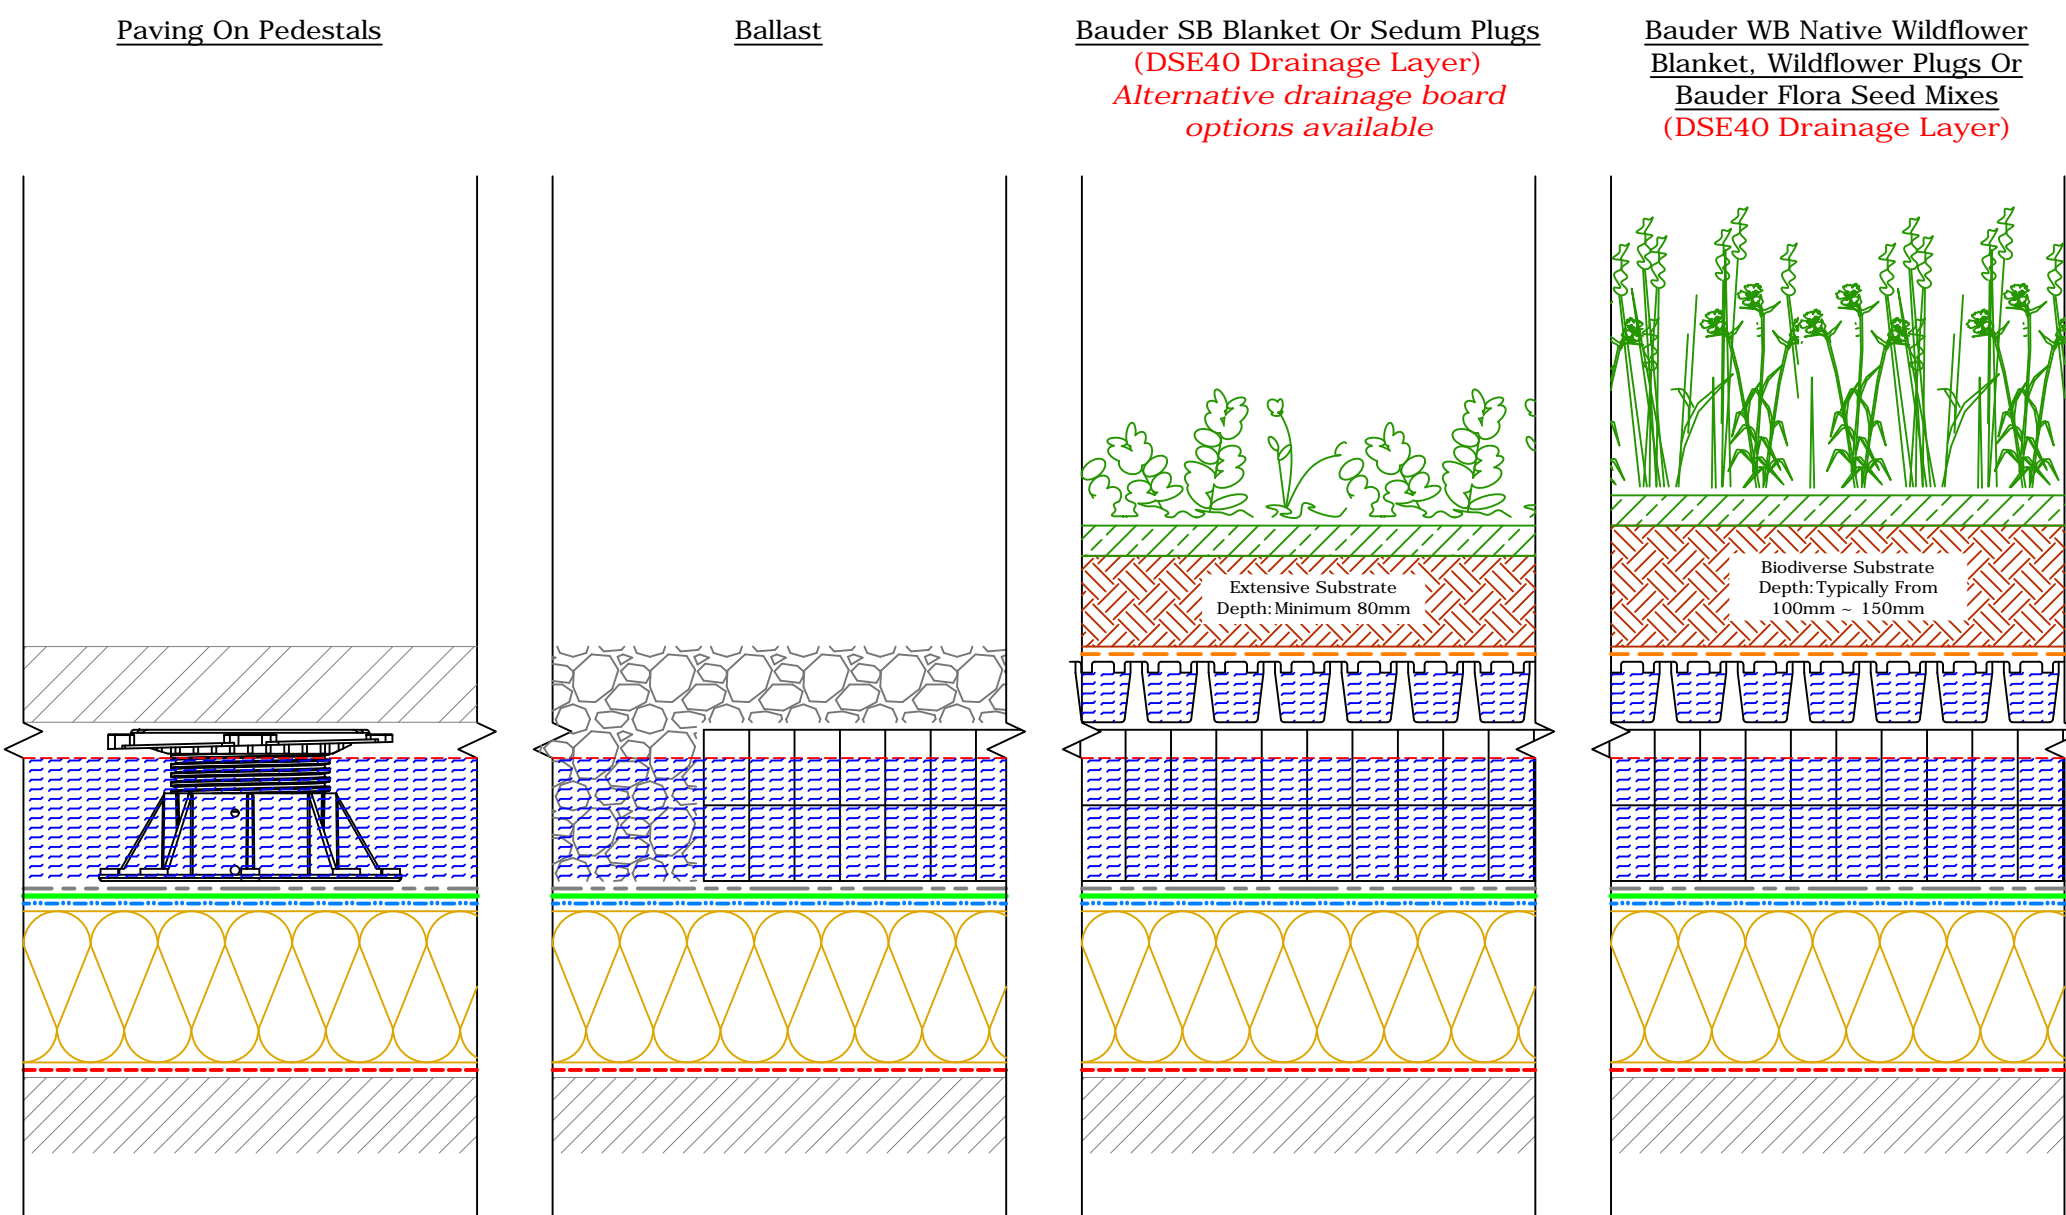 Paving On Pedestals
Ballast
Bauder SB Blanket Or Sedum Plugs
(DSE40 Drainage Layer)
Alternative drainage board
options available
Bauder WB Native Wildflower
Blanket, Wildflower Plugs Or
Bauder Flora Seed Mixes
(DSE40 Drainage Layer)
Extensive Substrate
Depth: Minimum 80mm
Biodiverse Substrate
Depth: Typically From
100mm ~ 150mm